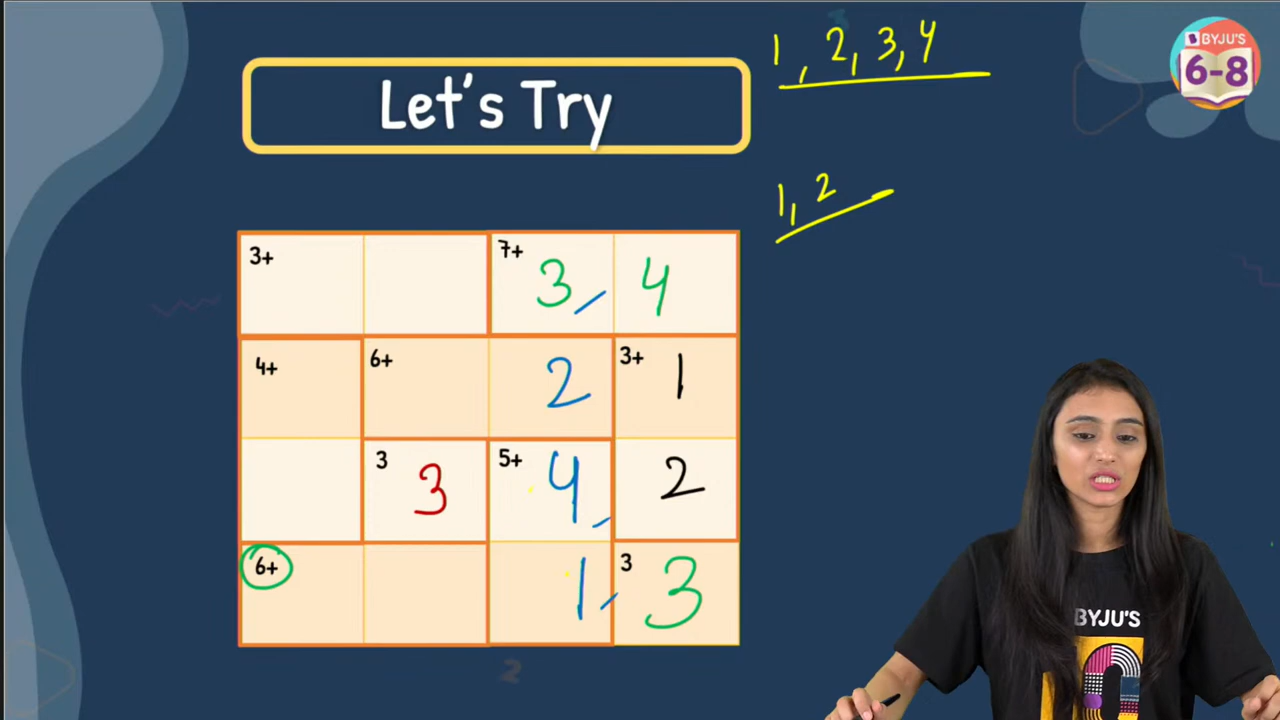 1, 2, 3, 4
BYJU'S
6-8
Let's Try
1, 2
3+ 7+ 3 4
4+ 6+ 2 3+ 1
3 3 5+ 4 2
6+ 1 3 3
2
BYJU'S